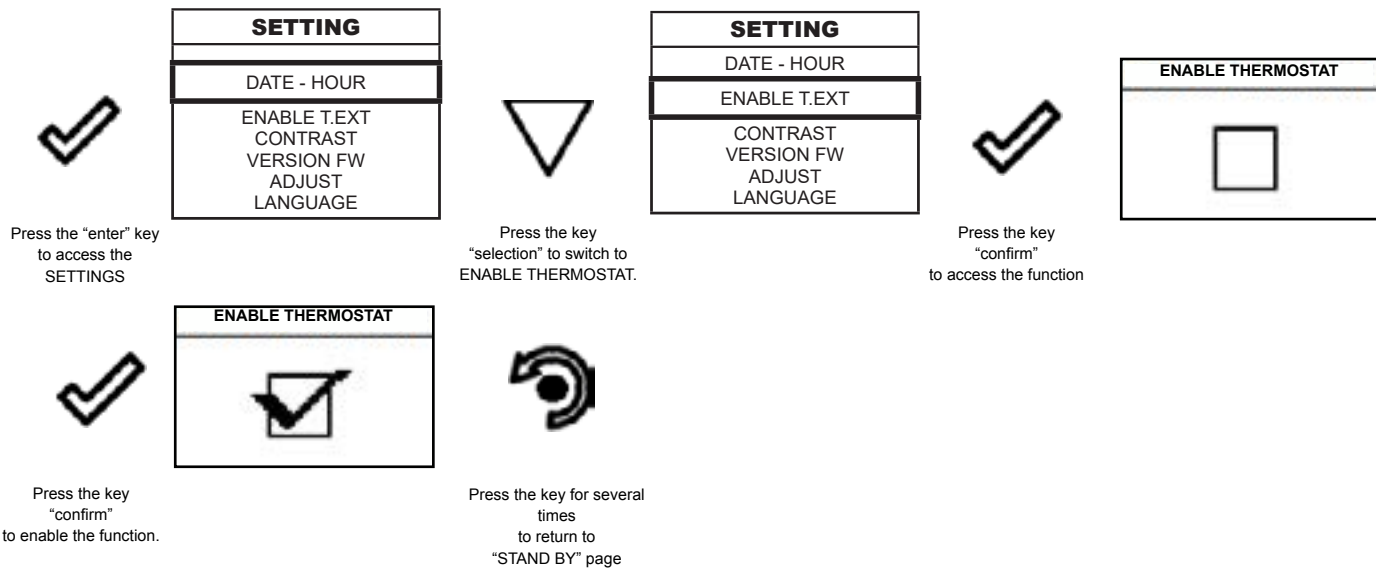 SETTING
DATE - HOUR
ENABLE T.EXT
CONTRAST
VERSION FW
ADJUST
LANGUAGE
Press the “enter” key
to access the
SETTINGS
Press the key
“selection” to switch to
ENABLE THERMOSTAT.
SETTING
DATE - HOUR
ENABLE T.EXT
CONTRAST
VERSION FW
ADJUST
LANGUAGE
Press the key
“confirm”
to access the function
ENABLE THERMOSTAT
Press the key
“confirm”
to enable the function.
ENABLE THERMOSTAT
Press the key for several
times
to return to
“STAND BY” page